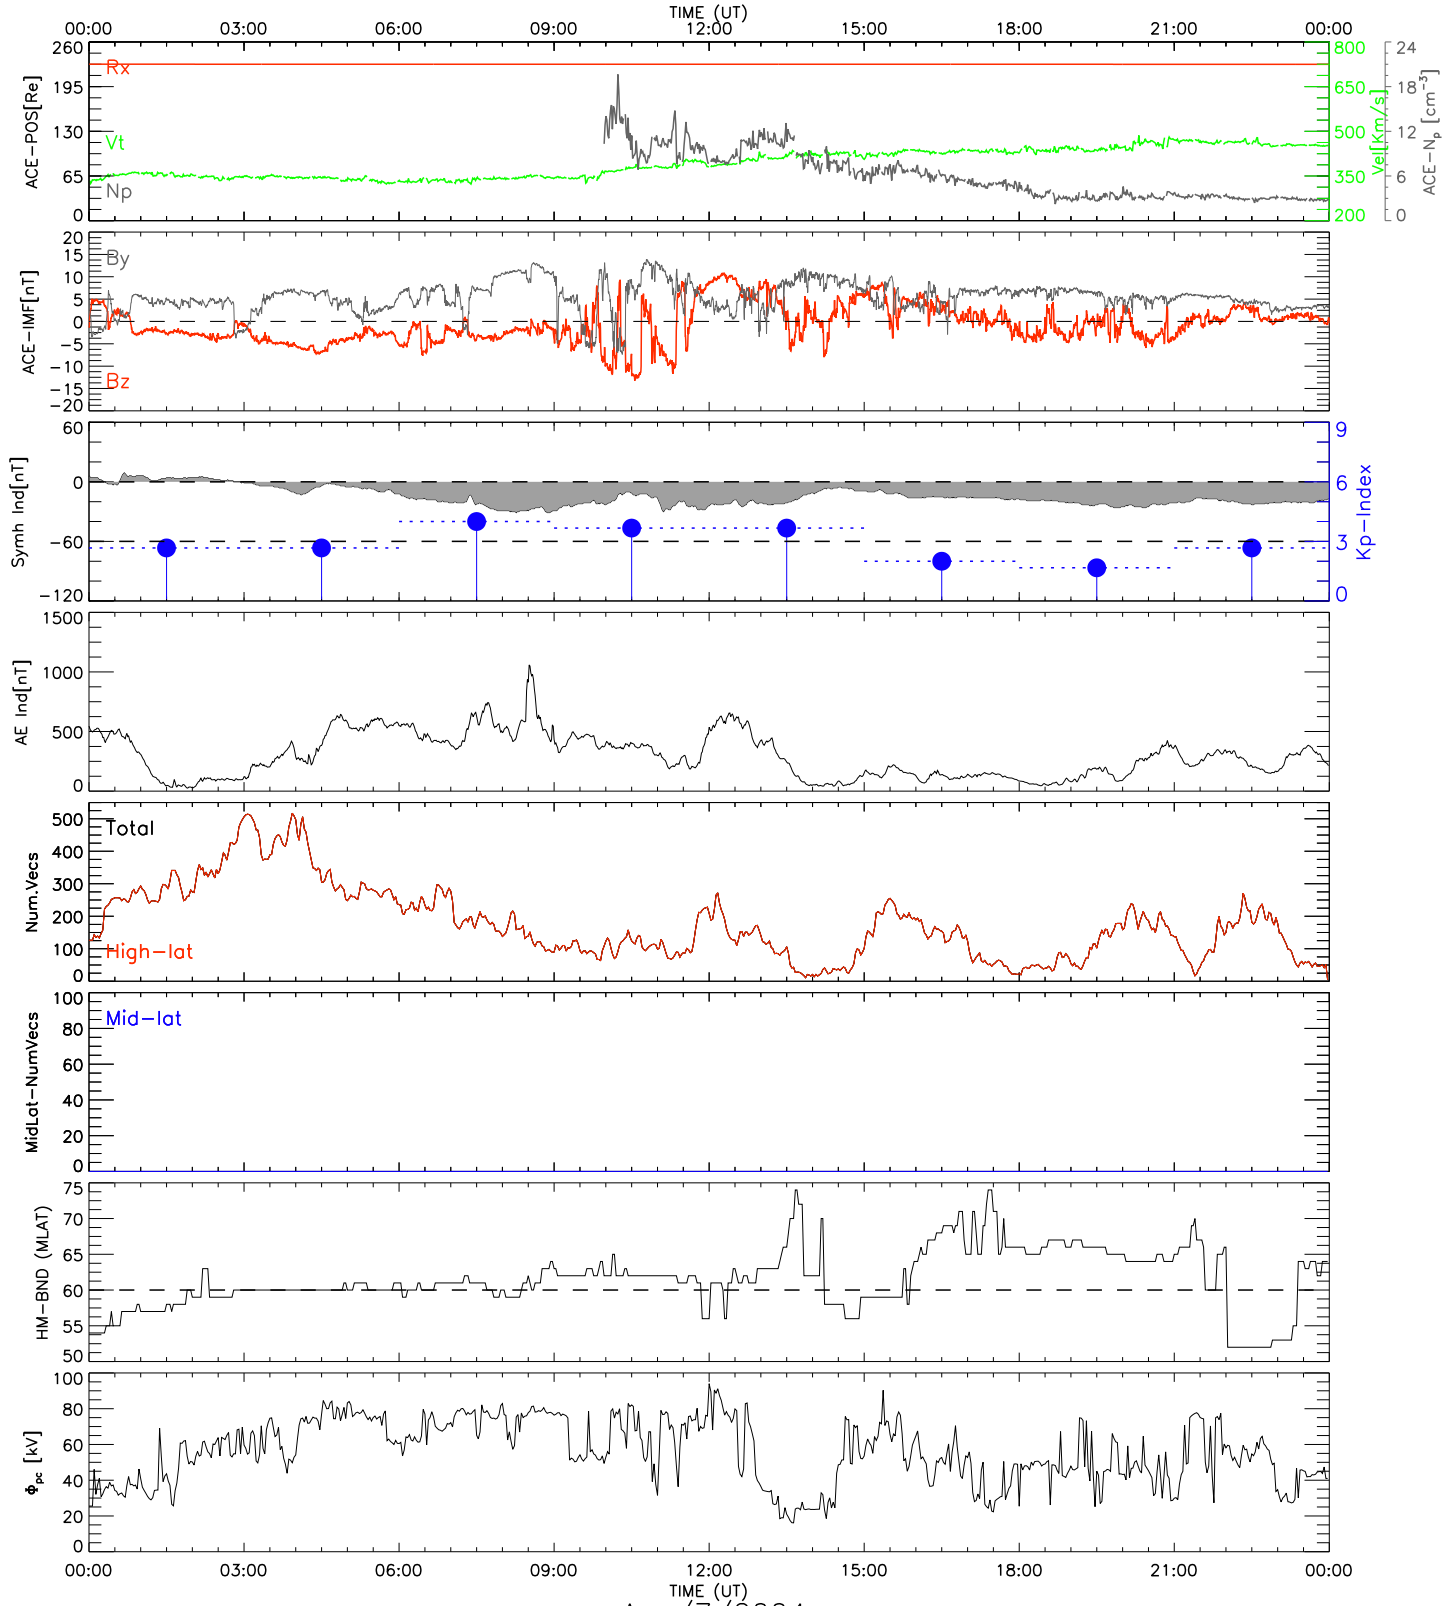 TIME (UT)
00:00 03:00 06:00 09:00 12:00 15:00 18:00 21:00 00:00
260 195 130 65 0
ACE-POS[Re]
Rx
Vt
Np
800 650 500 350 200
Vel[Km/s]
24 18 12 6 0
ACE-Np [cm-3]
20 15 10 5 0 -5 -10 -15 -20
ACE-IMF[nT]
By
Bz
60 0 -60 -120
Symh Ind[nT]
9 6 3 0
Kp-Index
1500 1000 500 0
AE Ind[nT]
500 400 300 200 100 0
Num.Vecs
Total
High-lat
100 80 60 40 20 0
MidLat-NumVecs
Mid-lat
75 70 65 60 55 50
HM-BND (MLAT)
100 80 60 40 20 0
Φpc [kV]
00:00 03:00 06:00 09:00 12:00 15:00 18:00 21:00 00:00
TIME (UT)